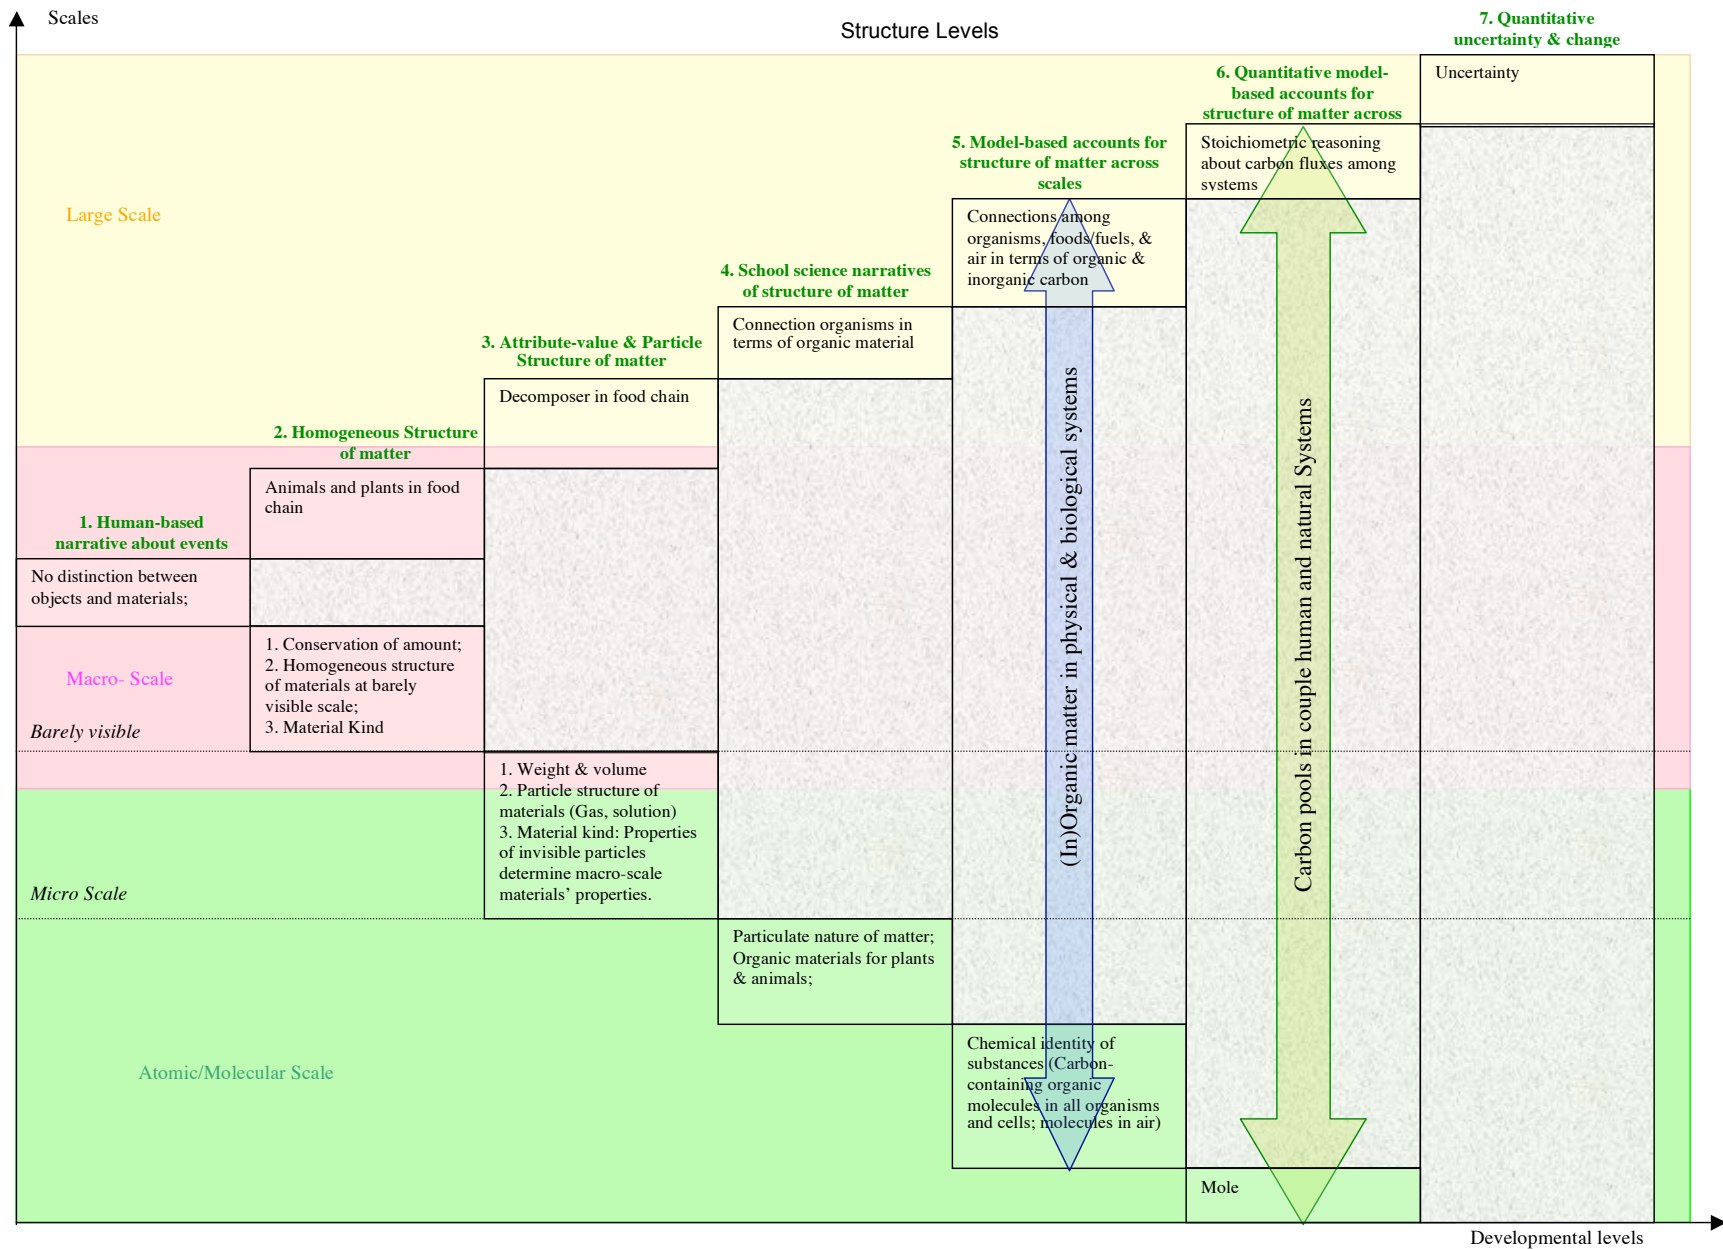 Scales
Structure Levels
7. Quantitative
uncertainty & change
Uncertainty
6. Quantitative model-
based accounts for
structure of matter across
Stoichiometric reasoning
about carbon fluxes among
systems
5. Model-based accounts for
structure of matter across
scales
Connections among
organisms, foods/fuels, &
air in terms of organic &
inorganic carbon
Large Scale
4. School science narratives
of structure of matter
Connection organisms in
terms of organic material
3. Attribute-value & Particle
Structure of matter
Decomposer in food chain
2. Homogeneous Structure
of matter
Animals and plants in food
chain
1. Human-based
narrative about events
No distinction between
objects and materials;
1. Conservation of amount;
2. Homogeneous structure
of materials at barely
visible scale;
3. Material Kind
Macro- Scale
Barely visible
1. Weight & volume
2. Particle structure of
materials (Gas, solution)
3. Material kind: Properties
of invisible particles
determine macro-scale
materials’ properties.
Micro Scale
(In)Organic matter in physical & biological systems
Carbon pools in couple human and natural Systems
Particulate nature of matter;
Organic materials for plants
& animals;
Atomic/Molecular Scale
Chemical identity of
substances (Carbon-
containing organic
molecules in all organisms
and cells; molecules in air)
Mole
Developmental levels